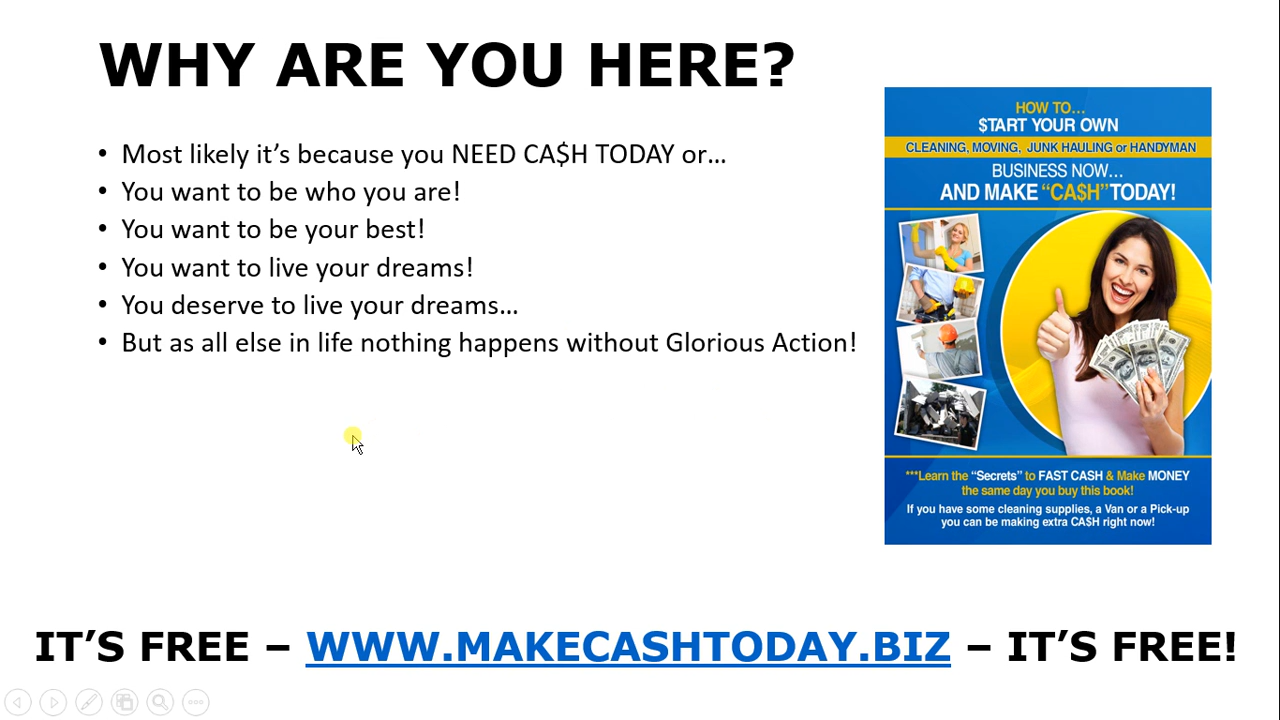 WHY ARE YOU HERE?
• Most likely it’s because you NEED CA$H TODAY or…
• You want to be who you are!
• You want to be your best!
• You want to live your dreams!
• You deserve to live your dreams…
• But as all else in life nothing happens without Glorious Action!
HOW TO…
$TART YOUR OWN
CLEANING, MOVING, JUNK HAULING or HANDYMAN
BUSINESS NOW…
AND MAKE “CA$H” TODAY!
***Learn the “Secrets” to FAST CASH & Make MONEY
the same day you buy this book!
If you have some cleaning supplies, a Van or a Pick-up
you can be making extra CA$H right now!
IT’S FREE – WWW.MAKECASHTODAY.BIZ – IT’S FREE!